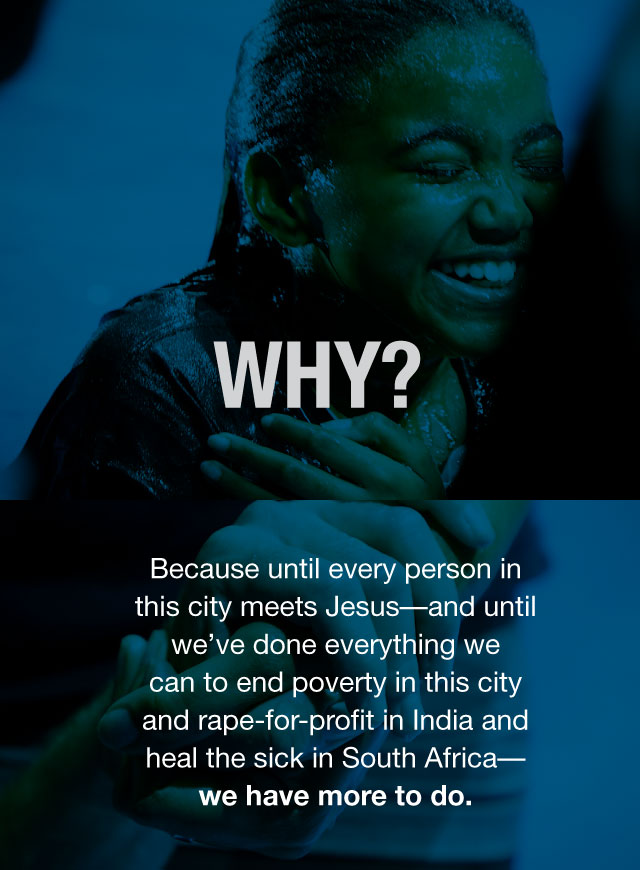 WHY?
Because until every person in
this city meets Jesus—and until
we’ve done everything we
can to end poverty in this city
and rape-for-profit in India and
heal the sick in South Africa—
we have more to do.